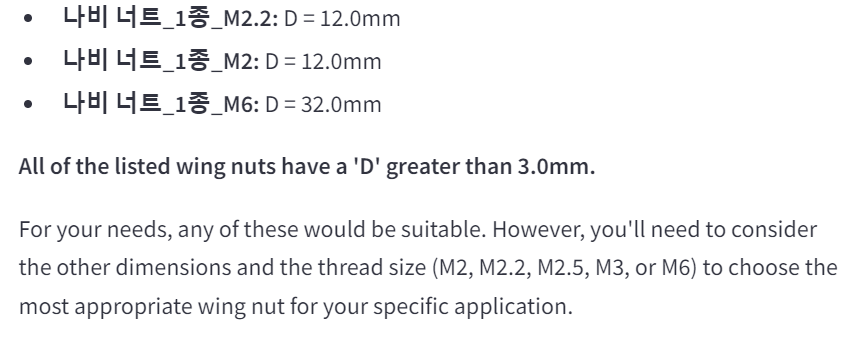 • 나비 너트_1종_M2.2: D = 12.0mm
• 나비 너트_1종_M2: D = 12.0mm
• 나비 너트_1종_M6: D = 32.0mm
All of the listed wing nuts have a 'D' greater than 3.0mm.
For your needs, any of these would be suitable. However, you'll need to consider
the other dimensions and the thread size (M2, M2.2, M2.5, M3, or M6) to choose the
most appropriate wing nut for your specific application.